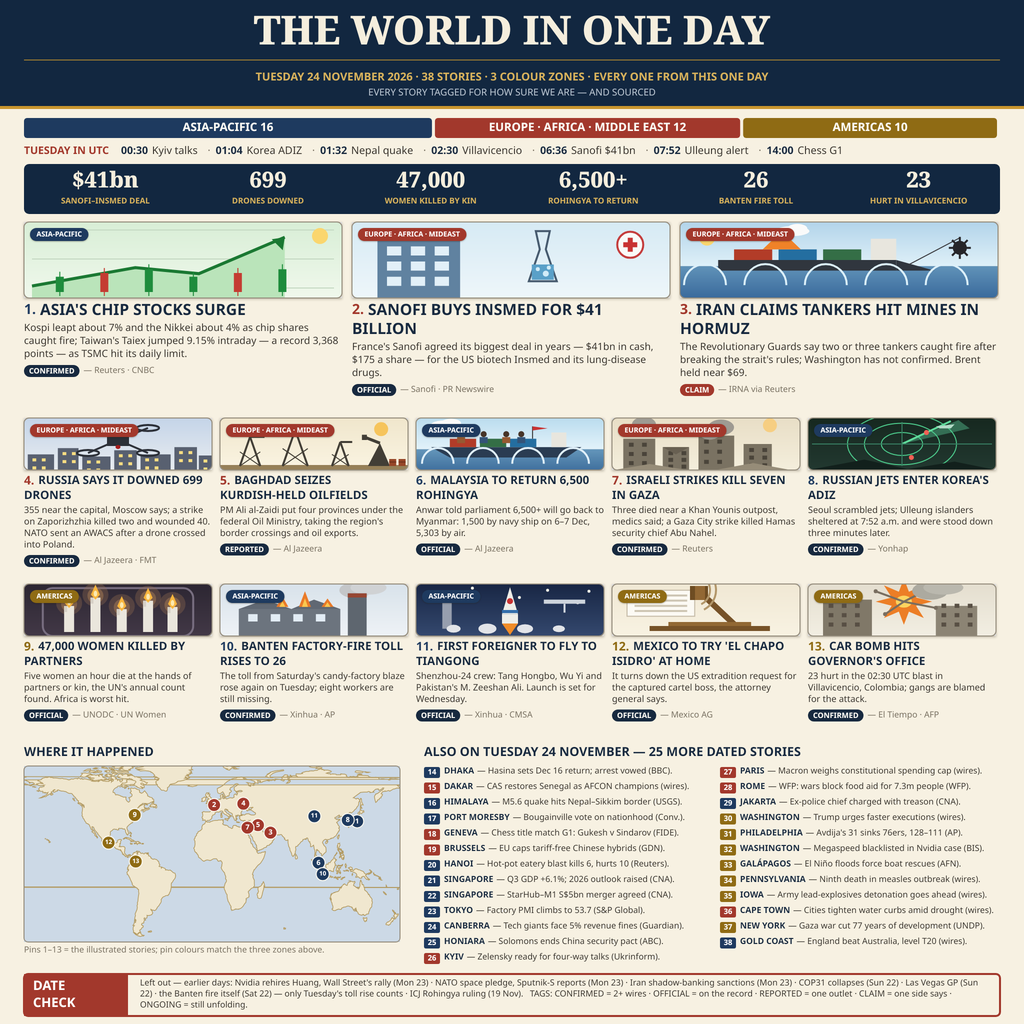 THE WORLD IN ONE DAY
TUESDAY 24 NOVEMBER 2026 · 38 STORIES · 3 COLOUR ZONES · EVERY ONE FROM THIS ONE DAY
EVERY STORY TAGGED FOR HOW SURE WE ARE — AND SOURCED
ASIA-PACIFIC 16
EUROPE · AFRICA · MIDDLE EAST 12
AMERICAS 10
TUESDAY IN UTC 00:30 Kyiv talks · 01:04 Korea ADIZ · 01:32 Nepal quake · 02:30 Villavicencio · 06:36 Sanofi $41bn · 07:52 Ulleung alert · 14:00 Chess G1
$41bn
SANOFI–INSMED DEAL
699
DRONES DOWNED
47,000
WOMEN KILLED BY KIN
6,500+
ROHINGYA TO RETURN
26
BANTEN FIRE TOLL
23
HURT IN VILLAVICENCIO
ASIA-PACIFIC
1. ASIA'S CHIP STOCKS SURGE
Kospi leapt about 7% and the Nikkei about 4% as chip shares
caught fire; Taiwan's Taiex jumped 9.15% intraday — a record 3,368
points — as TSMC hit its daily limit.
CONFIRMED — Reuters · CNBC
EUROPE · AFRICA · MIDEAST
2. SANOFI BUYS INSMED FOR $41
BILLION
France's Sanofi agreed its biggest deal in years — $41bn in cash,
$175 a share — for the US biotech Insmed and its lung-disease
drugs.
OFFICIAL — Sanofi · PR Newswire
EUROPE · AFRICA · MIDEAST
3. IRAN CLAIMS TANKERS HIT MINES IN
HORMUZ
The Revolutionary Guards say two or three tankers caught fire after
breaking the strait's rules; Washington has not confirmed. Brent
held near $69.
CLAIM — IRNA via Reuters
EUROPE · AFRICA · MIDEAST
4. RUSSIA SAYS IT DOWNED 699
DRONES
355 near the capital, Moscow says; a strike
on Zaporizhzhia killed two and wounded 40.
NATO sent an AWACS after a drone crossed
into Poland.
CONFIRMED — Al Jazeera · FMT
EUROPE · AFRICA · MIDEAST
5. BAGHDAD SEIZES
KURDISH-HELD OILFIELDS
PM Ali al-Zaidi put four provinces under the
federal Oil Ministry, taking the region's
border crossings and oil exports.
REPORTED — Al Jazeera
ASIA-PACIFIC
6. MALAYSIA TO RETURN 6,500
ROHINGYA
Anwar told parliament 6,500+ will go back to
Myanmar: 1,500 by navy ship on 6–7 Dec,
5,303 by air.
OFFICIAL — Al Jazeera
EUROPE · AFRICA · MIDEAST
7. ISRAELI STRIKES KILL SEVEN
IN GAZA
Three died near a Khan Younis outpost,
medics said; a Gaza City strike killed Hamas
security chief Abu Nahel.
CONFIRMED — Reuters
ASIA-PACIFIC
8. RUSSIAN JETS ENTER KOREA'S
ADIZ
Seoul scrambled jets; Ulleung islanders
sheltered at 7:52 a.m. and were stood down
three minutes later.
CONFIRMED — Yonhap
AMERICAS
9. 47,000 WOMEN KILLED BY
PARTNERS
Five women an hour die at the hands of
partners or kin, the UN's annual count
found. Africa is worst hit.
OFFICIAL — UNODC · UN Women
ASIA-PACIFIC
10. BANTEN FACTORY-FIRE TOLL
RISES TO 26
The toll from Saturday's candy-factory blaze
rose again on Tuesday; eight workers are
still missing.
CONFIRMED — Xinhua · AP
ASIA-PACIFIC
11. FIRST FOREIGNER TO FLY TO
TIANGONG
Shenzhou-24 crew: Tang Hongbo, Wu Yi and
Pakistan's M. Zeeshan Ali. Launch is set for
Wednesday.
OFFICIAL — Xinhua · CMSA
AMERICAS
12. MEXICO TO TRY 'EL CHAPO
ISIDRO' AT HOME
It turns down the US extradition request for
the captured cartel boss, the attorney
general says.
OFFICIAL — Mexico AG
AMERICAS
13. CAR BOMB HITS
GOVERNOR'S OFFICE
23 hurt in the 02:30 UTC blast in
Villavicencio, Colombia; gangs are blamed
for the attack.
CONFIRMED — El Tiempo · AFP
WHERE IT HAPPENED
2
4
9
11
8
1
7
5
3
12
13
6
10
Pins 1–13 = the illustrated stories; pin colours match the three zones above.
ALSO ON TUESDAY 24 NOVEMBER — 25 MORE DATED STORIES
14 DHAKA — Hasina sets Dec 16 return; arrest vowed (BBC).
15 DAKAR — CAS restores Senegal as AFCON champions (wires).
16 HIMALAYA — M5.6 quake hits Nepal–Sikkim border (USGS).
17 PORT MORESBY — Bougainville vote on nationhood (Conv.).
18 GENEVA — Chess title match G1: Gukesh v Sindarov (FIDE).
19 BRUSSELS — EU caps tariff-free Chinese hybrids (GDN).
20 HANOI — Hot-pot eatery blast kills 6, hurts 10 (Reuters).
21 SINGAPORE — Q3 GDP +6.1%; 2026 outlook raised (CNA).
22 SINGAPORE — StarHub–M1 S$5bn merger agreed (CNA).
23 TOKYO — Factory PMI climbs to 53.7 (S&P Global).
24 CANBERRA — Tech giants face 5% revenue fines (Guardian).
25 HONIARA — Solomons ends China security pact (ABC).
26 KYIV — Zelensky ready for four-way talks (Ukrinform).
27 PARIS — Macron weighs constitutional spending cap (wires).
28 ROME — WFP: wars block food aid for 7.3m people (WFP).
29 JAKARTA — Ex-police chief charged with treason (CNA).
30 WASHINGTON — Trump urges faster executions (wires).
31 PHILADELPHIA — Avdija's 31 sinks 76ers, 128–111 (AP).
32 WASHINGTON — Megaspeed blacklisted in Nvidia case (BIS).
33 GALÁPAGOS — El Niño floods force boat rescues (AFN).
34 PENNSYLVANIA — Ninth death in measles outbreak (wires).
35 IOWA — Army lead-explosives detonation goes ahead (wires).
36 CAPE TOWN — Cities tighten water curbs amid drought (wires).
37 NEW YORK — Gaza war cut 77 years of development (UNDP).
38 GOLD COAST — England beat Australia, level T20 (wires).
DATE
CHECK
Left out — earlier days: Nvidia rehires Huang, Wall Street's rally (Mon 23) · NATO space pledge, Sputnik-S reports (Mon 23) · Iran shadow-banking sanctions (Mon 23) · COP31 collapses (Sun 22) · Las Vegas GP (Sun
22) · the Banten fire itself (Sat 22) — only Tuesday's toll rise counts · ICJ Rohingya ruling (19 Nov). TAGS: CONFIRMED = 2+ wires · OFFICIAL = on the record · REPORTED = one outlet · CLAIM = one side says ·
ONGOING = still unfolding.